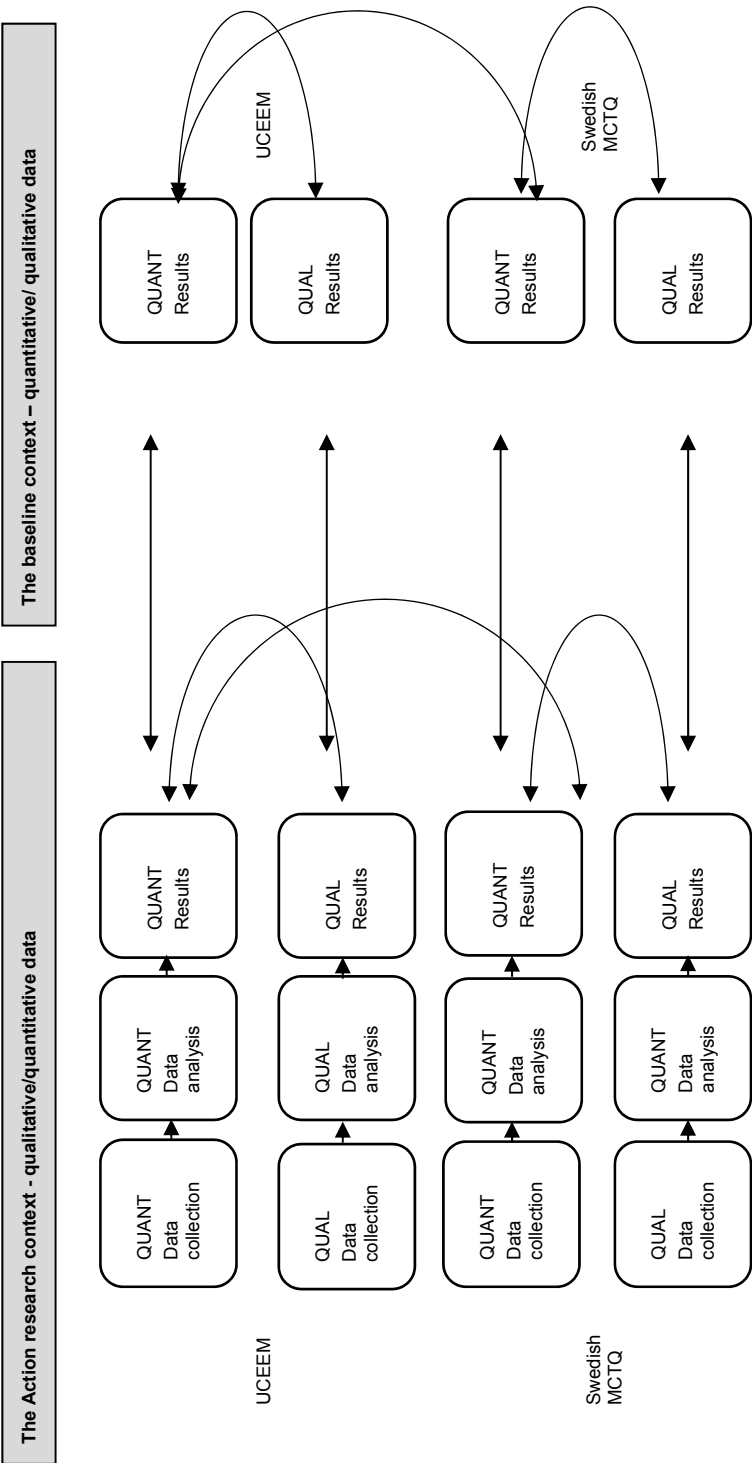 The Action research context - qualitative/quantitative data
The baseline context – quantitative/ qualitative data
UCEEM
QUANT
Data
collection
QUANT
Data
analysis
QUANT
Results
QUANT
Results
UCEEM
QUAL
Data
collection
QUAL
Data
analysis
QUAL
Results
QUAL
Results
Swedish
MCTQ
QUANT
Data
collection
QUANT
Data
analysis
QUANT
Results
QUANT
Results
Swedish
MCTQ
QUAL
Data
collection
QUANT
Data
analysis
QUAL
Results
QUAL
Results